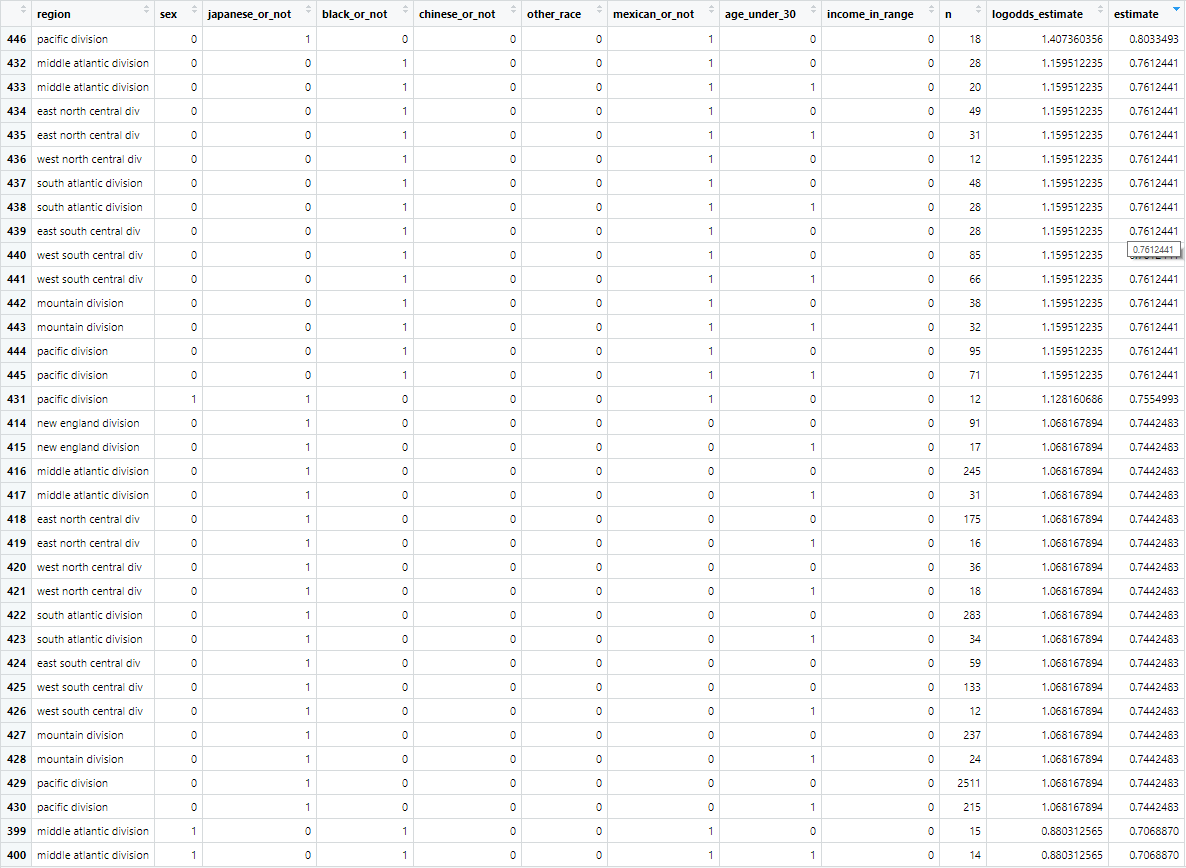 region sex japanese_or_not black_or_not chinese_or_not other_race mexican_or_not age_under_30 income_in_range n logodds_estimate estimate
446 pacific division 0 1 0 0 0 1 0 0 18 1.407360356 0.8033493
432 middle atlantic division 0 0 1 0 0 1 0 0 28 1.159512235 0.7612441
433 middle atlantic division 0 0 1 0 0 1 1 0 20 1.159512235 0.7612441
434 east north central div 0 0 1 0 0 1 0 0 49 1.159512235 0.7612441
435 east north central div 0 0 1 0 0 1 1 0 31 1.159512235 0.7612441
436 west north central div 0 0 1 0 0 1 0 0 12 1.159512235 0.7612441
437 south atlantic division 0 0 1 0 0 1 0 0 48 1.159512235 0.7612441
438 south atlantic division 0 0 1 0 0 1 1 0 28 1.159512235 0.7612441
439 east south central div 0 0 1 0 0 1 0 0 28 1.159512235 0.7612441
0.7612441
440 west south central div 0 0 1 0 0 1 0 0 85 1.159512235
441 west south central div 0 0 1 0 0 1 1 0 66 1.159512235 0.7612441
442 mountain division 0 0 1 0 0 1 0 0 38 1.159512235 0.7612441
443 mountain division 0 0 1 0 0 1 1 0 32 1.159512235 0.7612441
444 pacific division 0 0 1 0 0 1 0 0 95 1.159512235 0.7612441
445 pacific division 0 0 1 0 0 1 1 0 71 1.159512235 0.7612441
431 pacific division 1 1 0 0 0 1 0 0 12 1.128160686 0.7554993
414 new england division 0 1 0 0 0 0 0 0 91 1.068167894 0.7442483
415 new england division 0 1 0 0 0 0 1 0 17 1.068167894 0.7442483
416 middle atlantic division 0 1 0 0 0 0 0 0 245 1.068167894 0.7442483
417 middle atlantic division 0 1 0 0 0 0 1 0 31 1.068167894 0.7442483
418 east north central div 0 1 0 0 0 0 0 0 175 1.068167894 0.7442483
419 east north central div 0 1 0 0 0 0 1 0 16 1.068167894 0.7442483
420 west north central div 0 1 0 0 0 0 0 0 36 1.068167894 0.7442483
421 west north central div 0 1 0 0 0 0 1 0 18 1.068167894 0.7442483
422 south atlantic division 0 1 0 0 0 0 0 0 283 1.068167894 0.7442483
423 south atlantic division 0 1 0 0 0 0 1 0 34 1.068167894 0.7442483
424 east south central div 0 1 0 0 0 0 0 0 59 1.068167894 0.7442483
425 west south central div 0 1 0 0 0 0 0 0 133 1.068167894 0.7442483
426 west south central div 0 1 0 0 0 0 1 0 12 1.068167894 0.7442483
427 mountain division 0 1 0 0 0 0 0 0 237 1.068167894 0.7442483
428 mountain division 0 1 0 0 0 0 1 0 24 1.068167894 0.7442483
429 pacific division 0 1 0 0 0 0 0 0 2511 1.068167894 0.7442483
430 pacific division 0 1 0 0 0 0 1 0 215 1.068167894 0.7442483
399 middle atlantic division 1 0 1 0 0 1 0 0 15 0.880312565 0.7068870
400 middle atlantic division 1 0 1 0 0 1 1 0 14 0.880312565 0.7068870